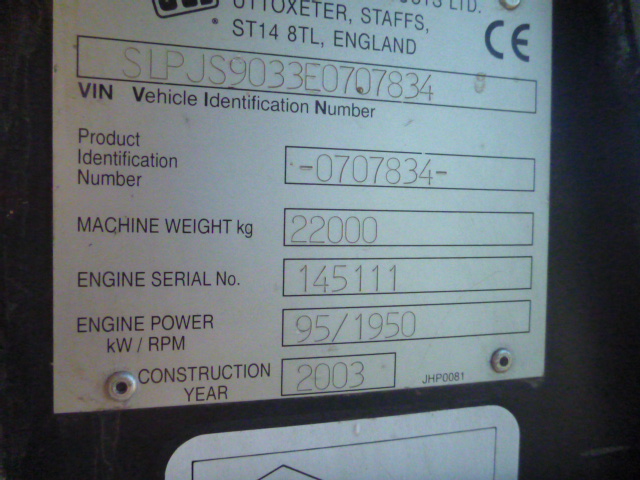 LTD.
UTTOXETER, STAFFS,
ST14 8TL, ENGLAND
CE
SLPJS9033E0707834
VIN Vehicle Identification Number
Product
Identification
Number
-0707834-
MACHINE WEIGHT kg 22000
ENGINE SERIAL No. 145111
ENGINE POWER
kW / RPM
95/1950
CONSTRUCTION
YEAR
2003
JHP0081